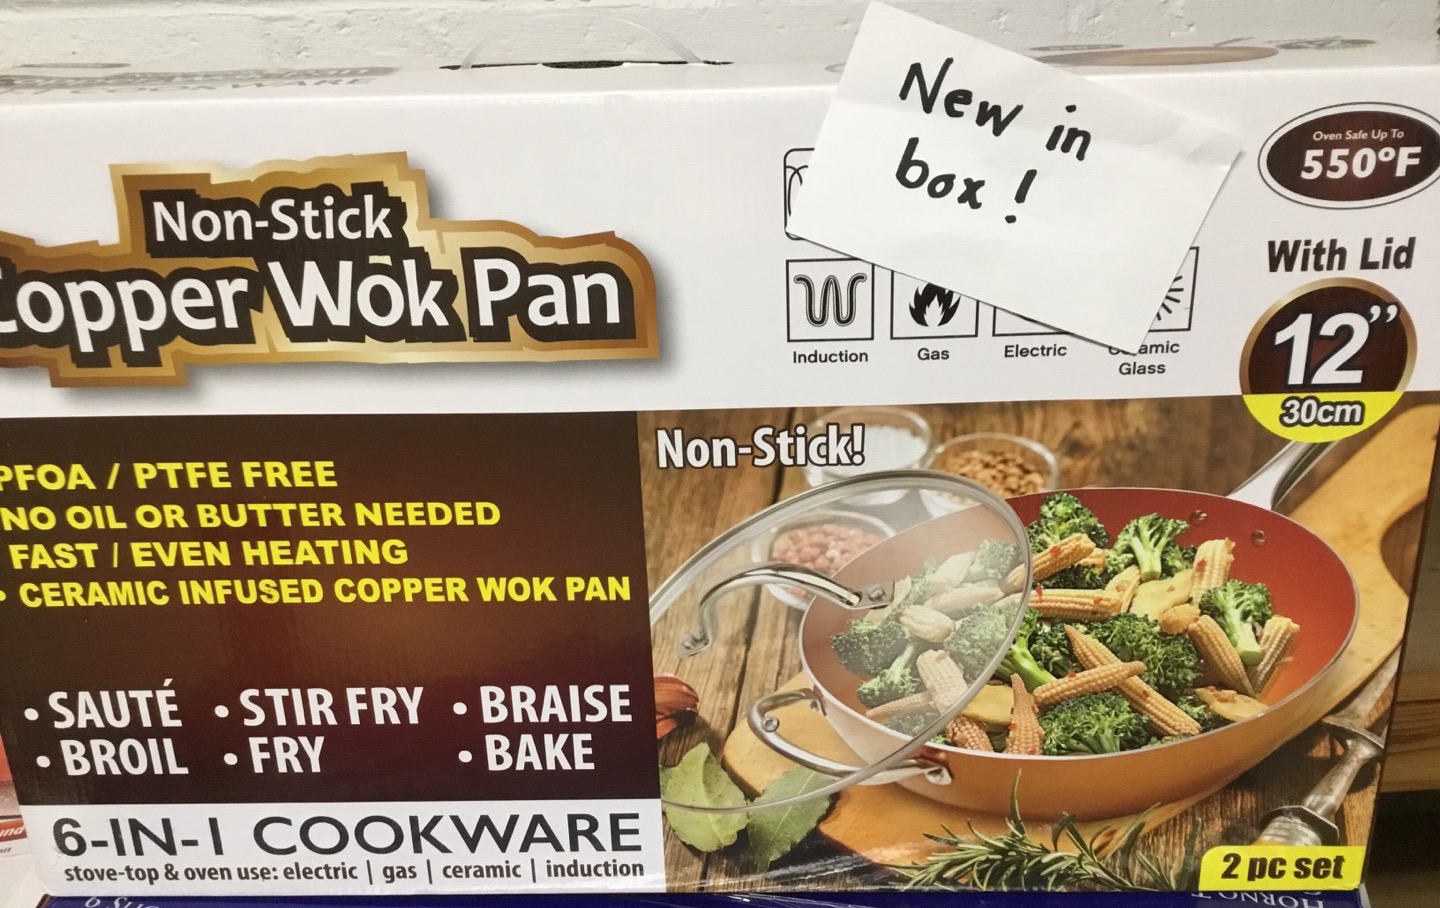 COOKWARE
New in
box!
Oven Safe Up To
550°F
Non-Stick
Copper Wok Pan
With Lid
Induction
Gas
Electric
Glass
12"
30cm
Non-Stick!
PFOA / PTFE FREE
NO OIL OR BUTTER NEEDED
FAST / EVEN HEATING
• CERAMIC INFUSED COPPER WOK PAN
• SAUTÉ • STIR FRY • BRAISE
• BROIL • FRY • BAKE
6-IN-1 COOKWARE
stove-top & oven use: electric | gas | ceramic | induction
2 pc set